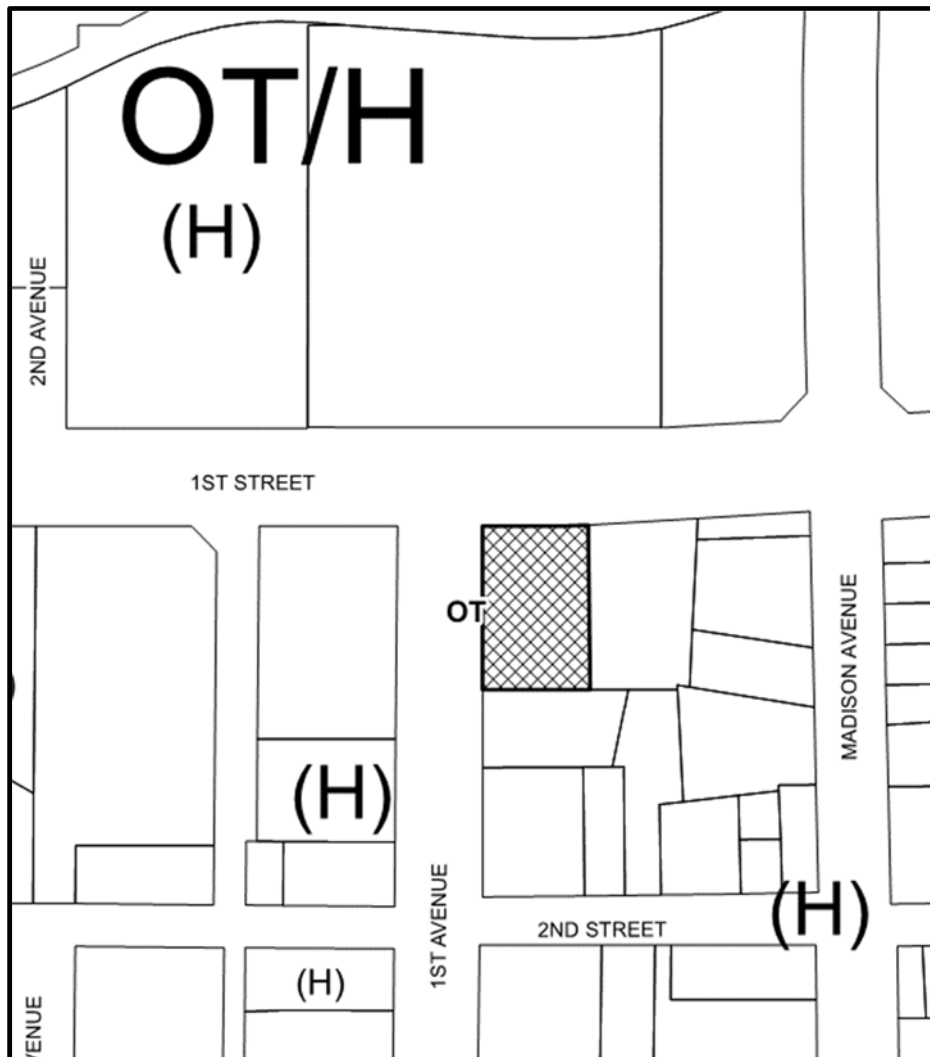 OT/H
(H)
2ND AVENUE
1ST STREET
OT
MADISON AVENUE
(H)
1ST AVENUE
2ND STREET
(H)
(H)
VENUE